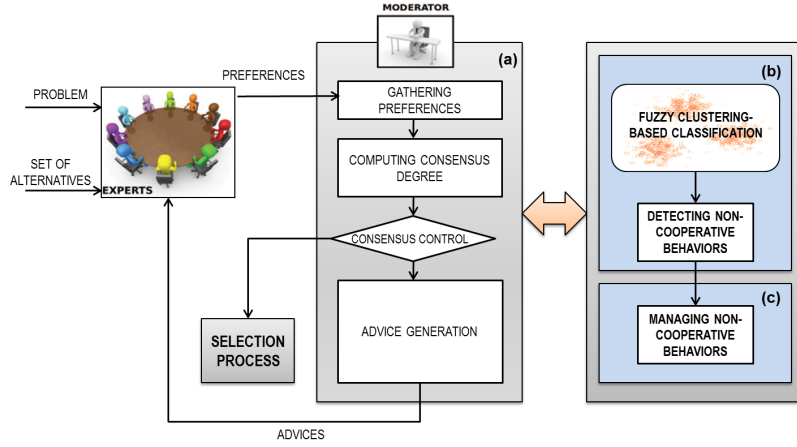 MODERATOR
(a)
PROBLEM
PREFERENCES
SET OF
ALTERNATIVES
EXPERTS
GATHERING
PREFERENCES
COMPUTING CONSENSUS
DEGREE
CONSENSUS CONTROL
SELECTION
PROCESS
ADVICE GENERATION
ADVICES
(b)
FUZZY CLUSTERING-
BASED CLASSIFICATION
DETECTING NON-
COOPERATIVE
BEHAVIORS
(c)
MANAGING NON-
COOPERATIVE
BEHAVIORS